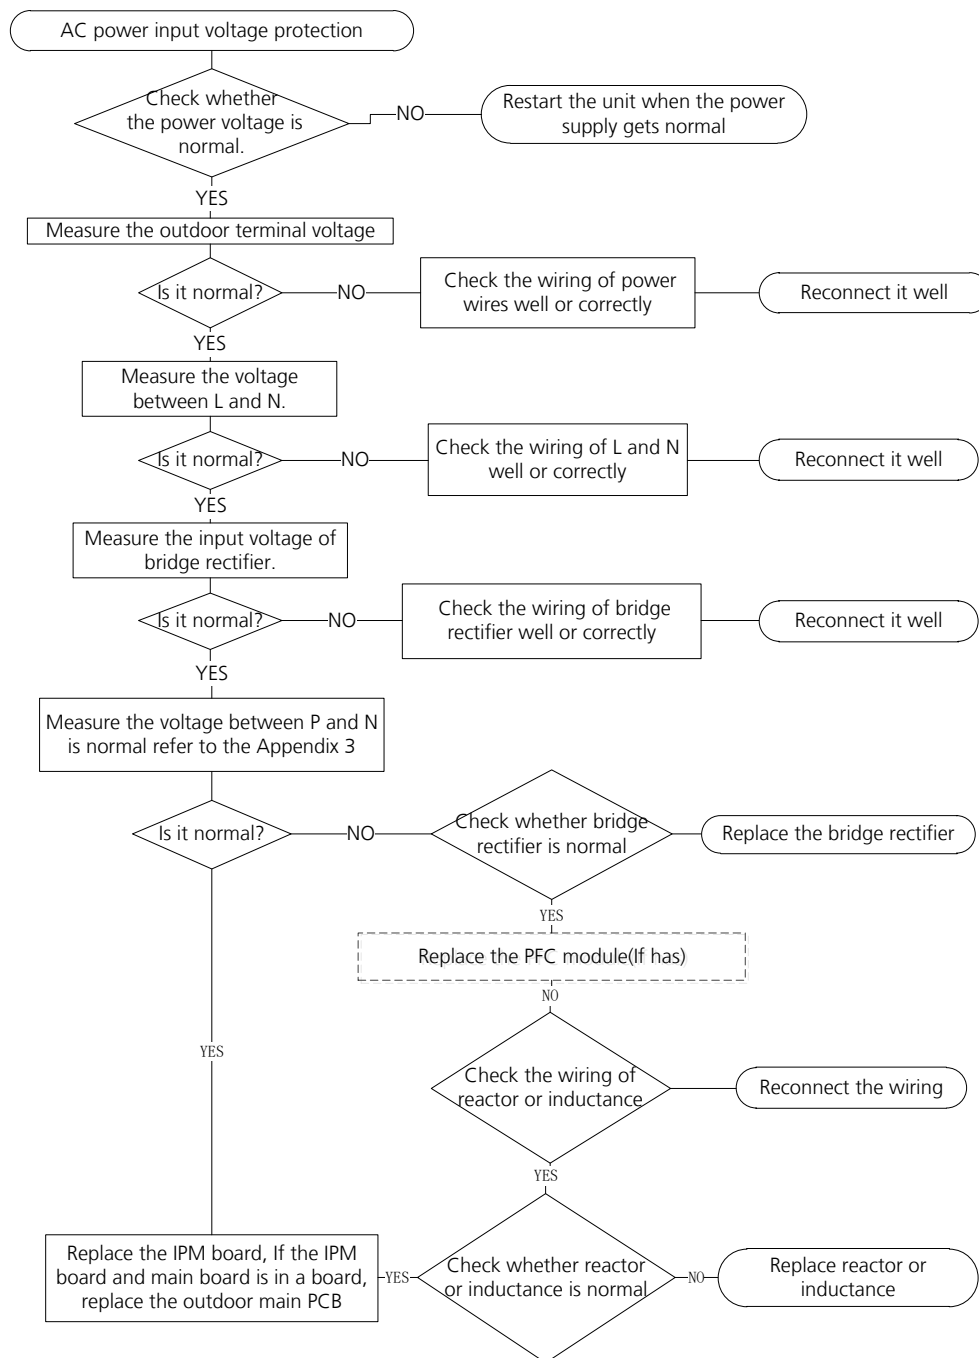 AC power input voltage protection
Check whether
the power voltage is
normal.
NO
Restart the unit when the power
supply gets normal
YES
Measure the outdoor terminal voltage
Is it normal?
NO
Check the wiring of power
wires well or correctly
Reconnect it well
YES
Measure the voltage
between L and N.
Is it normal?
NO
Check the wiring of L and N
well or correctly
Reconnect it well
YES
Measure the input voltage of
bridge rectifier.
Is it normal?
NO
Check the wiring of bridge
rectifier well or correctly
Reconnect it well
YES
Measure the voltage between P and N
is normal refer to the Appendix 3
Is it normal?
NO
Check whether bridge
rectifier is normal
Replace the bridge rectifier
YES
Replace the PFC module(If has)
NO
YES
Check the wiring of
reactor or inductance
Reconnect the wiring
YES
Replace the IPM board, If the IPM
board and main board is in a board,
replace the outdoor main PCB
YES
Check whether reactor
or inductance is normal
NO
Replace reactor or
inductance